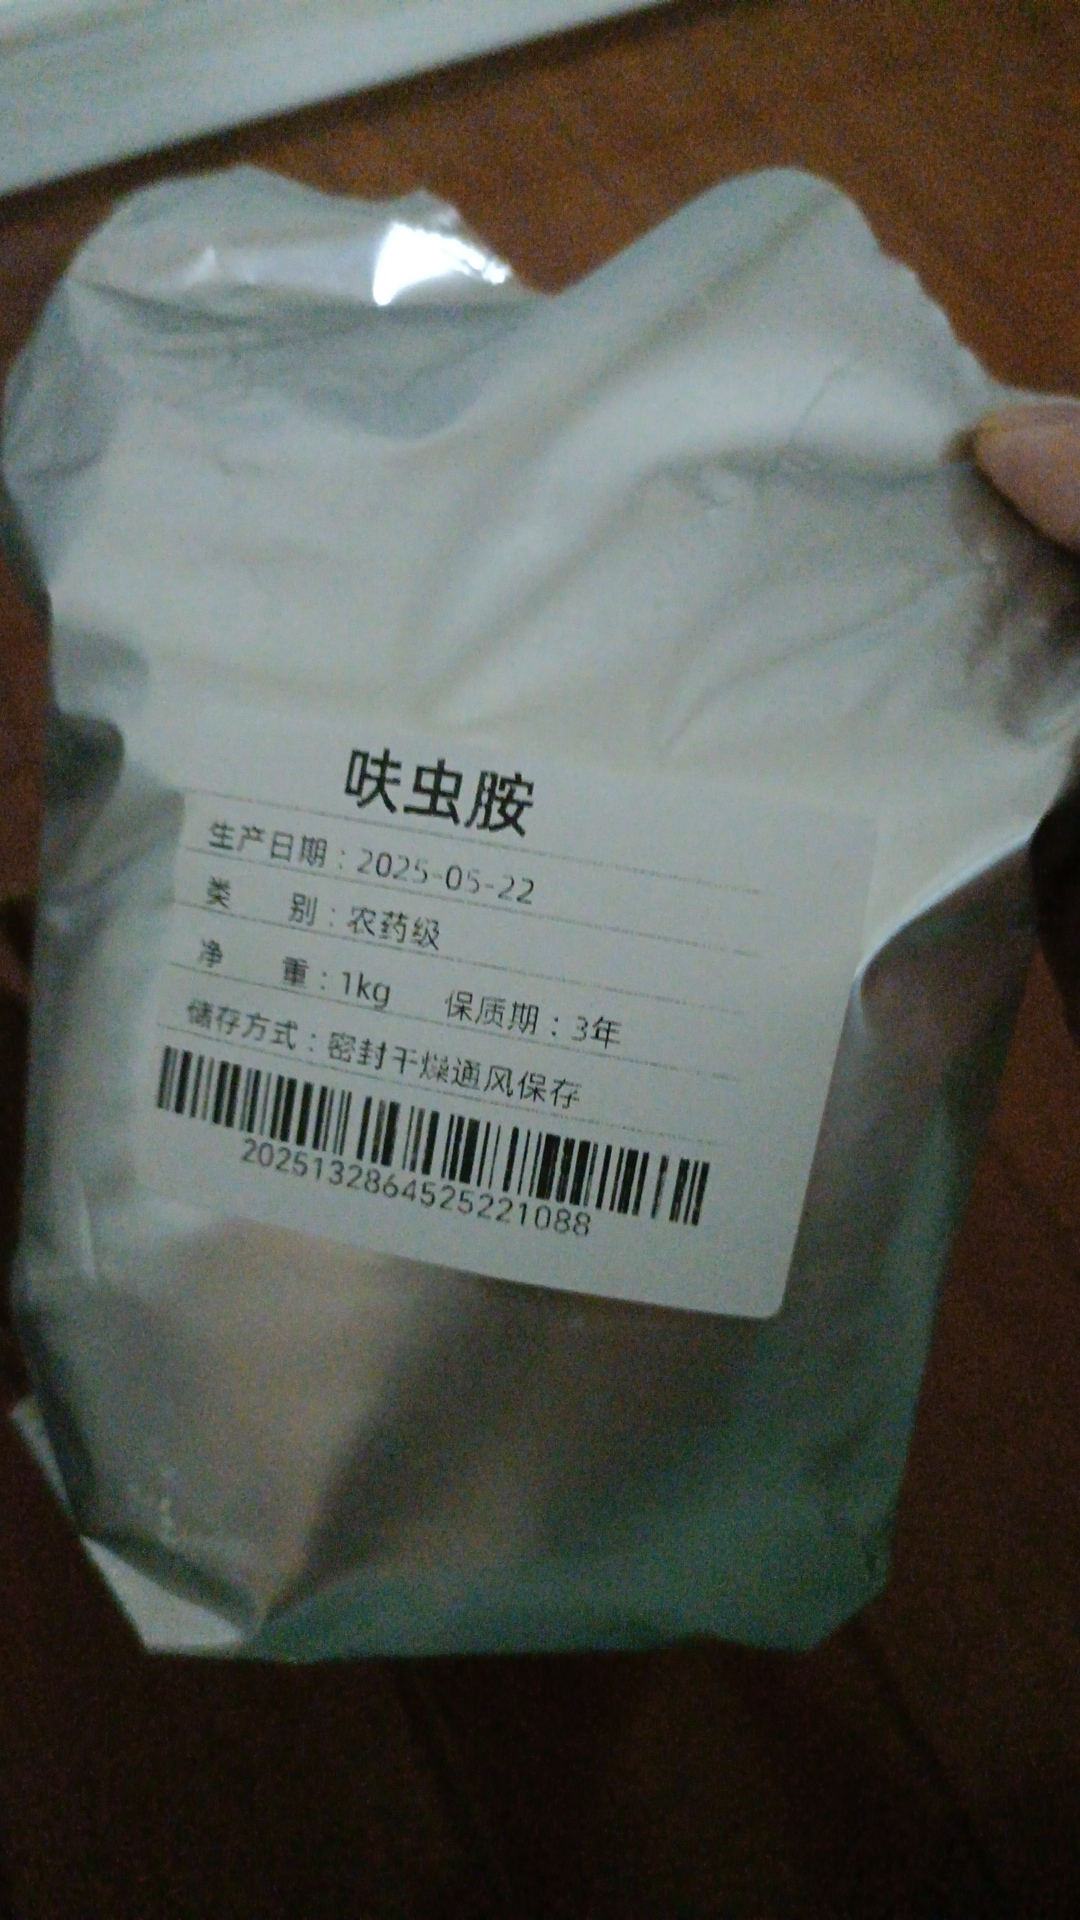 呋虫胺
生产日期：2025-05-22
类 别：农药级
净 重：1kg 保质期：3年
储存方式：密封干燥通风保存
2025132864525221088